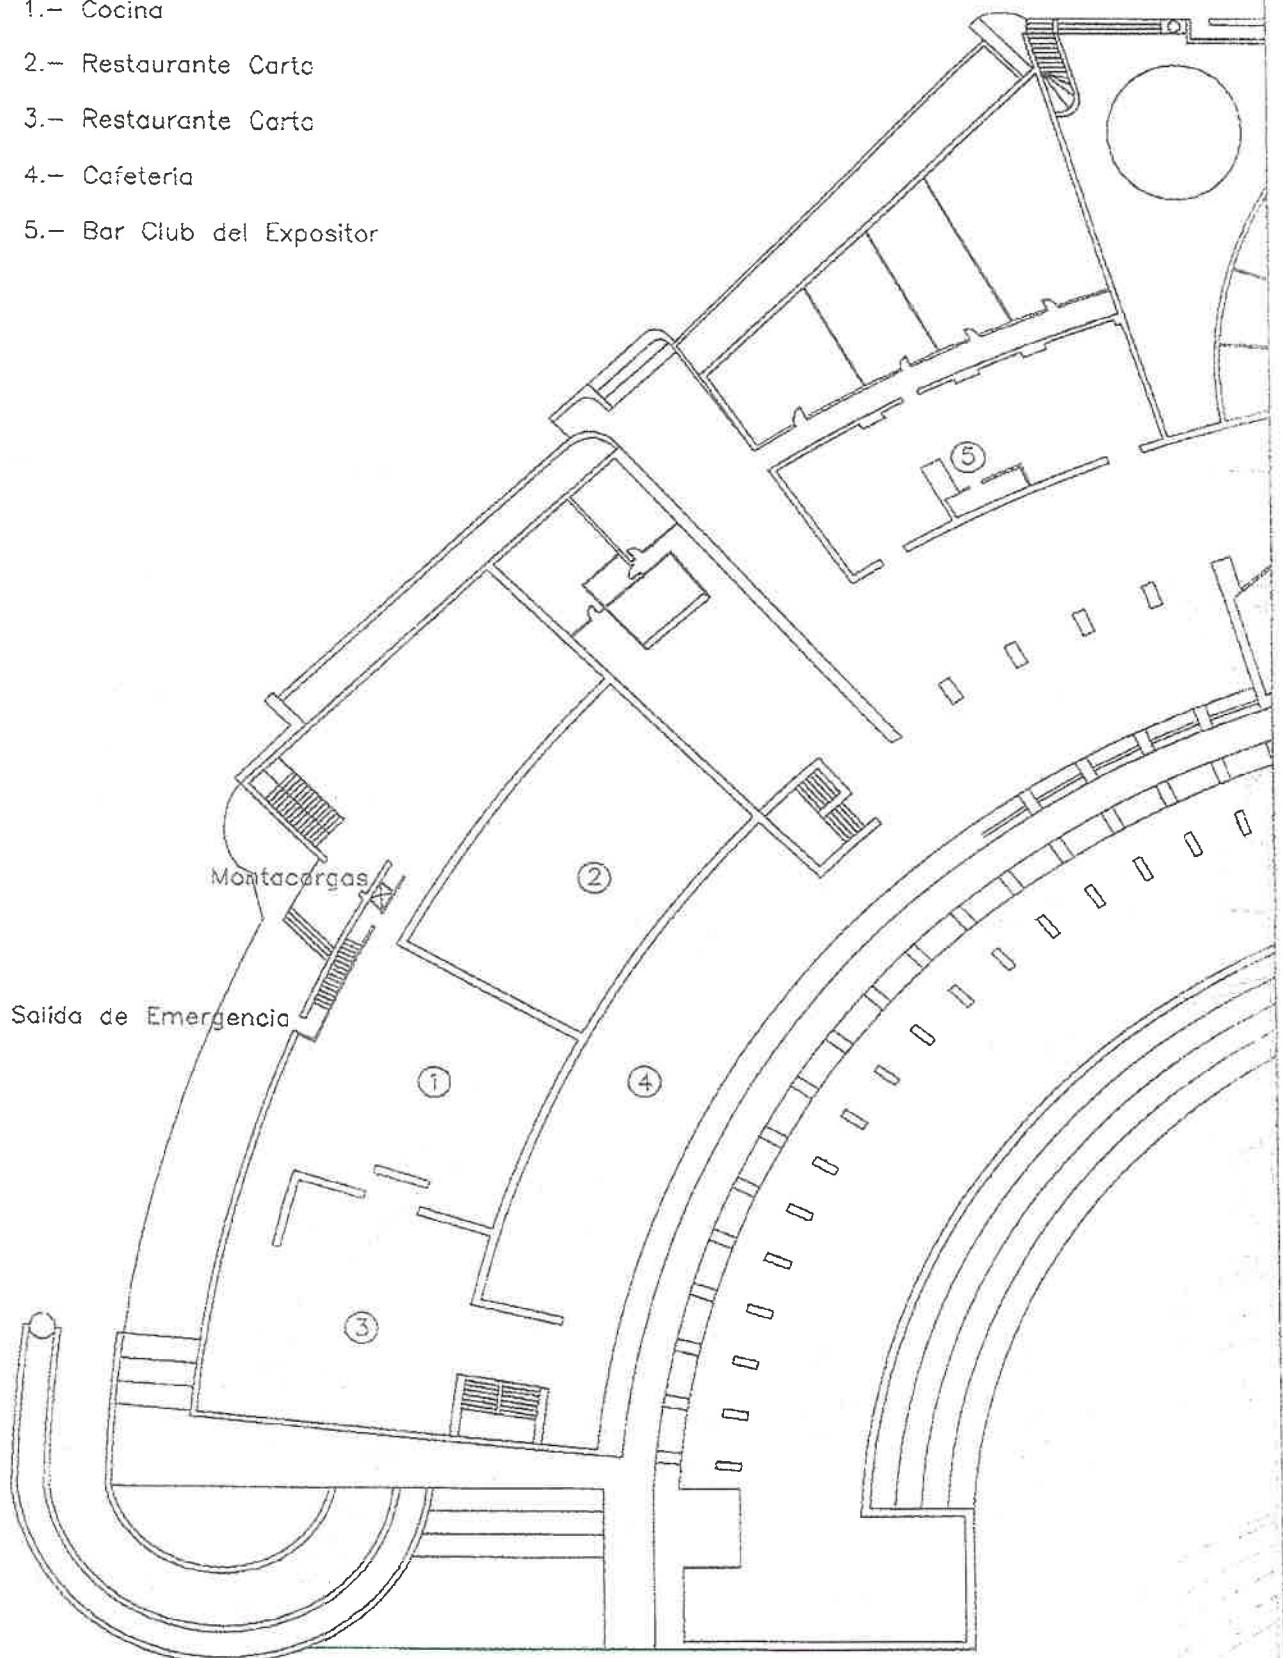 1.- Cocina
2.- Restaurante Carta
3.- Restaurante Carta
4.- Cafeteria
5.- Bar Club del Expositor
5
2
Montacargas
Salida de Emergencia
1
4
3